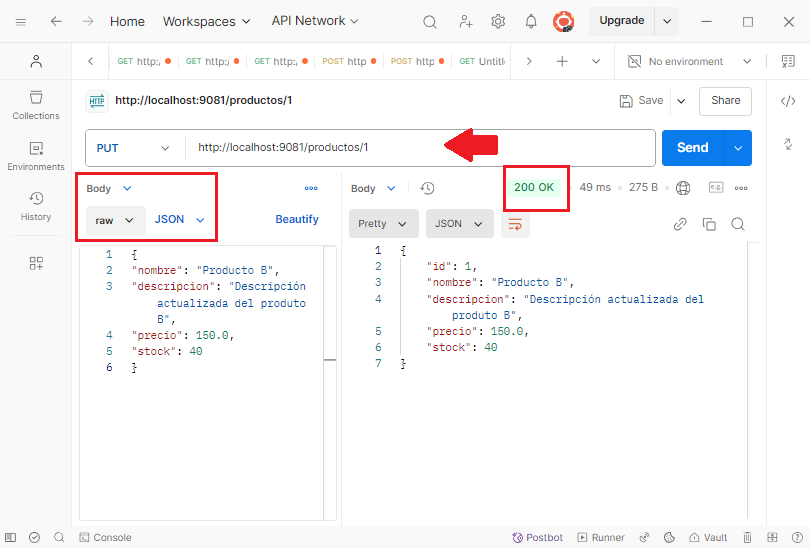 Home Workspaces API Network Upgrade
GET http:/ GET http:/ GET http:/ POST http POST http GET Untitle No environment
HTTP http://localhost:9081/productos/1 Save Share
PUT http://localhost:9081/productos/1 Send
Collections
Environments
History
Body
raw JSON Beautify
1 {
2 "nombre": "Producto B",
3 "descripcion": "Descripción
actualizada del produto
B",
4 "precio": 150.0,
5 "stock": 40
6 }
Body 200 OK 49 ms 275 B e.g.
Pretty JSON
1 {
2 "id": 1,
3 "nombre": "Producto B",
4 "descripcion": "Descripción actualizada del
produto B",
5 "precio": 150.0,
6 "stock": 40
7 }
Console Postbot Runner Vault